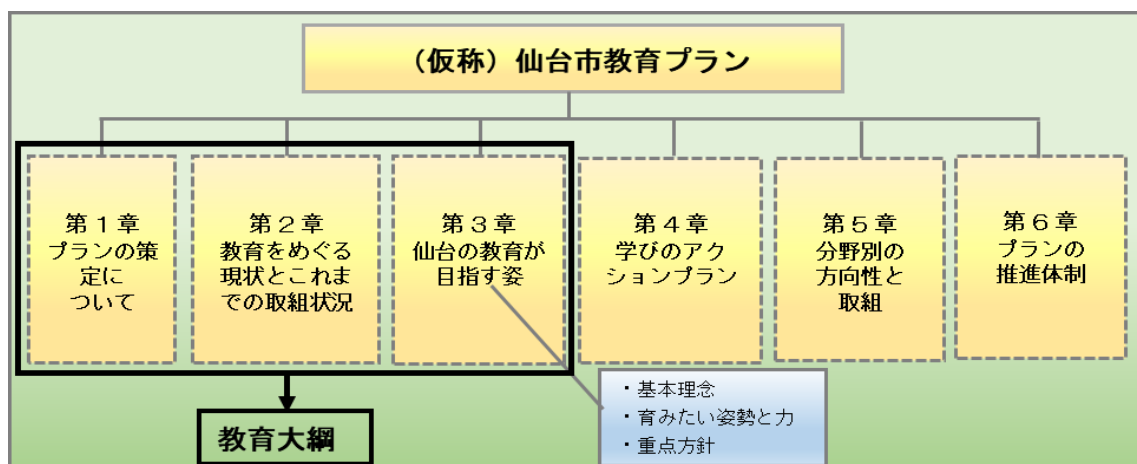 （仮称）仙台市教育プラン
第１章
プランの策
定に
ついて
第２章
教育をめぐる
現状とこれま
での取組状況
第３章
仙台の教育が
目指す姿
第４章
学びのアク
ションプラン
第５章
分野別の
方向性と
取組
第６章
プランの
推進体制
・基本理念
・育みたい姿勢と力
・重点方針
教育大綱